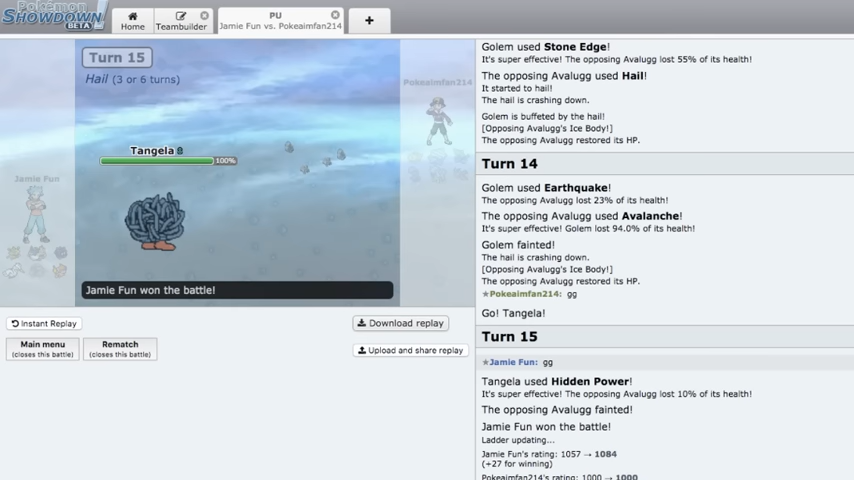 Pokémon
SHOWDOWN
BETA
Home
Teambuilder
PU
Jamie Fun vs. Pokeaimfan214
+
Turn 15
Hail (3 or 6 turns)
Pokeaimfan214
Tangela
100%
Jamie Fun
Jamie Fun won the battle!
Instant Replay
Download replay
Main menu
(closes this battle)
Rematch
(closes this battle)
Upload and share replay
Golem used Stone Edge!
It's super effective! The opposing Avalugg lost 55% of its health!
The opposing Avalugg used Hail!
It started to hail!
The hail is crashing down.
Golem is buffeted by the hail!
[Opposing Avalugg's Ice Body!]
The opposing Avalugg restored its HP.
Turn 14
Golem used Earthquake!
The opposing Avalugg lost 23% of its health!
The opposing Avalugg used Avalanche!
It's super effective! Golem lost 94.0% of its health!
Golem fainted!
The hail is crashing down.
[Opposing Avalugg's Ice Body!]
The opposing Avalugg restored its HP.
★Pokeaimfan214: gg
Go! Tangela!
Turn 15
★Jamie Fun: gg
Tangela used Hidden Power!
It's super effective! The opposing Avalugg lost 10% of its health!
The opposing Avalugg fainted!
Jamie Fun won the battle!
Ladder updating...
Jamie Fun's rating: 1057 → 1084
(+27 for winning)
Pokeaimfan214's rating: 1000 → 1000